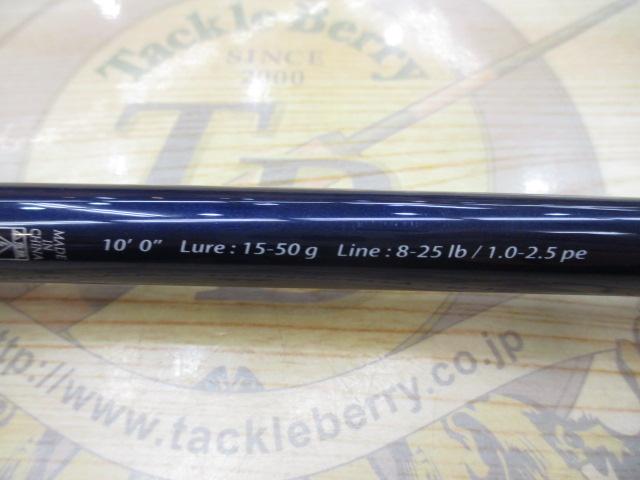 Tackle Berry
SINCE
2000
TB
MADE
IN
CHINA
10' 0" Lure : 15-50 g Line : 8-25 lb / 1.0-2.5 pe
http://www.tackleberry.co.jp